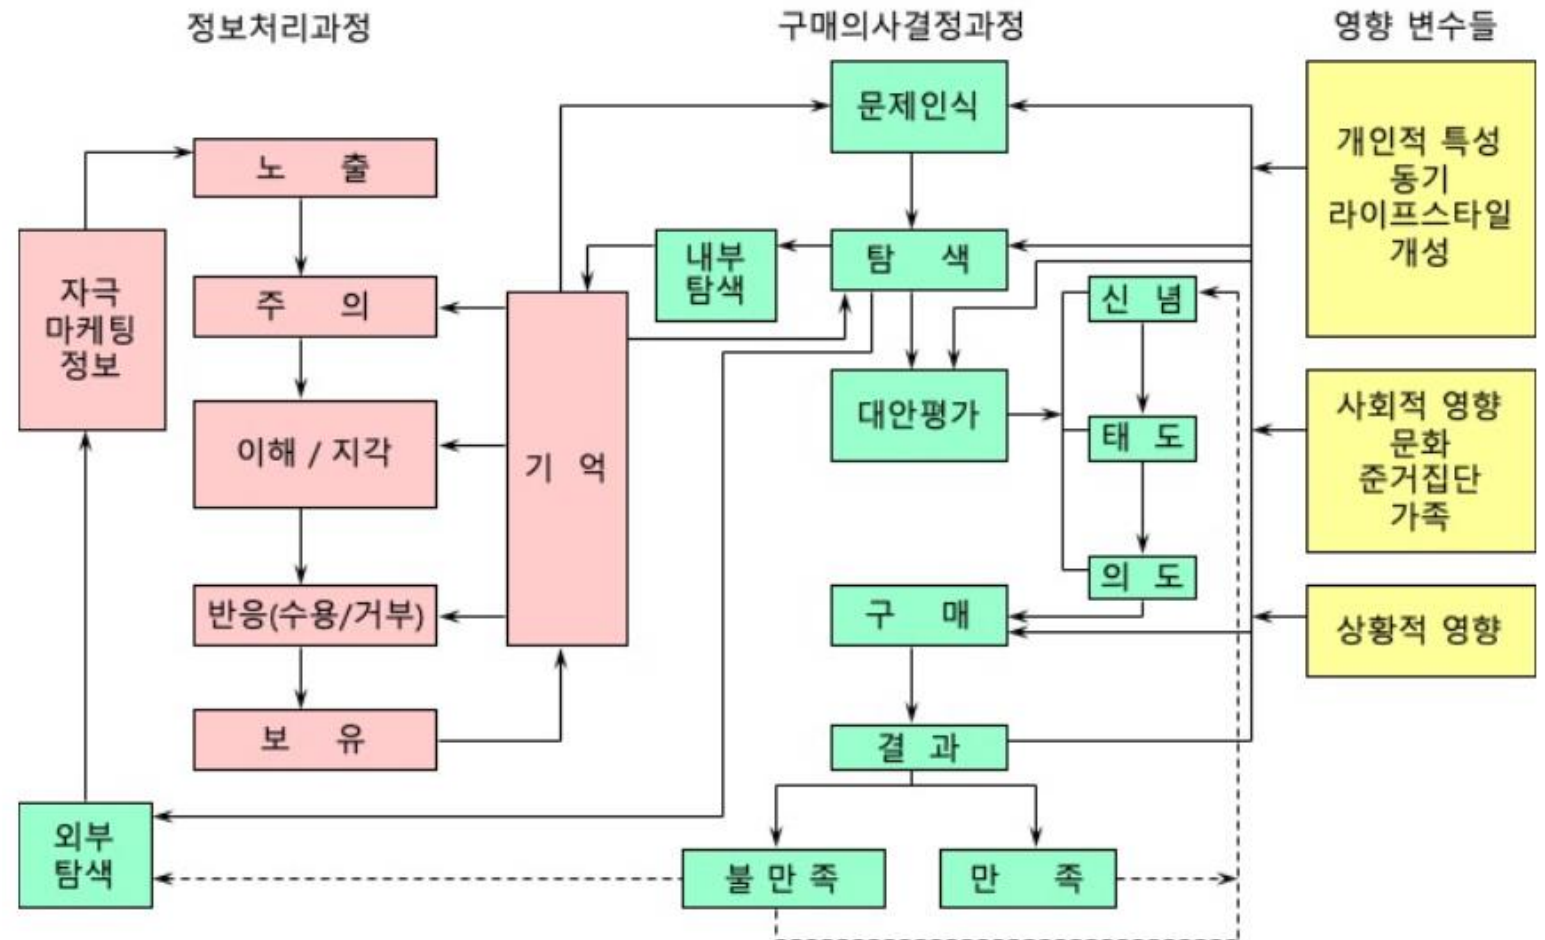 정보처리과정
구매의사결정과정
영향 변수들
노 출
주 의
이해 / 지각
반응(수용/거부)
보 유
자극
마케팅
정보
외부
탐색
기 억
내부
탐색
문제인식
탐 색
대안평가
신 념
태 도
의 도
구 매
결 과
불 만 족
만 족
개인적 특성
동기
라이프스타일
개성
사회적 영향
문화
준거집단
가족
상황적 영향